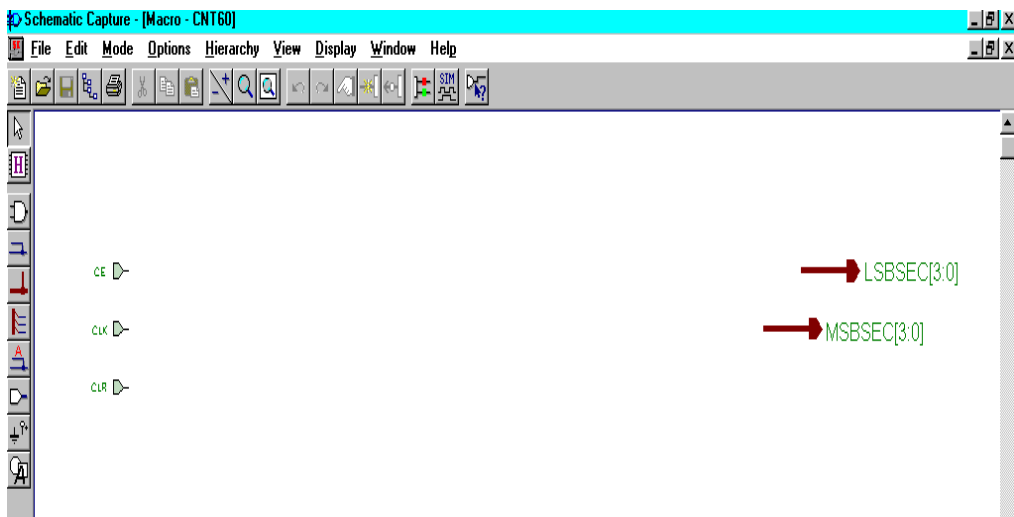 Schematic Capture - [Macro - CNT60]
File Edit Mode Options Hierarchy View Display Window Help
SIM
H
A
CE
LSBSEC[3:0]
CLK
MSBSEC[3:0]
CLR
A